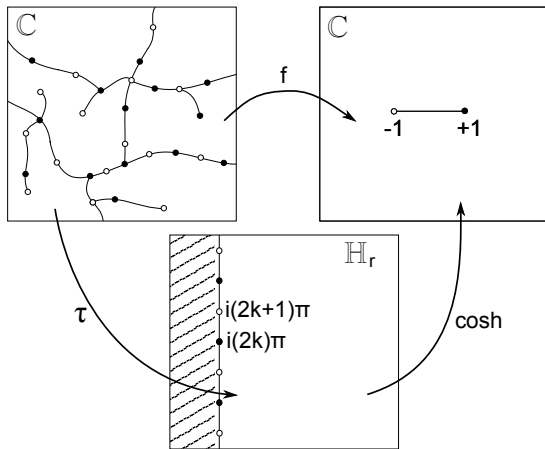 ℂ
ℂ
f
-1 +1
ℍr
τ
i(2k+1)π
i(2k)π
cosh